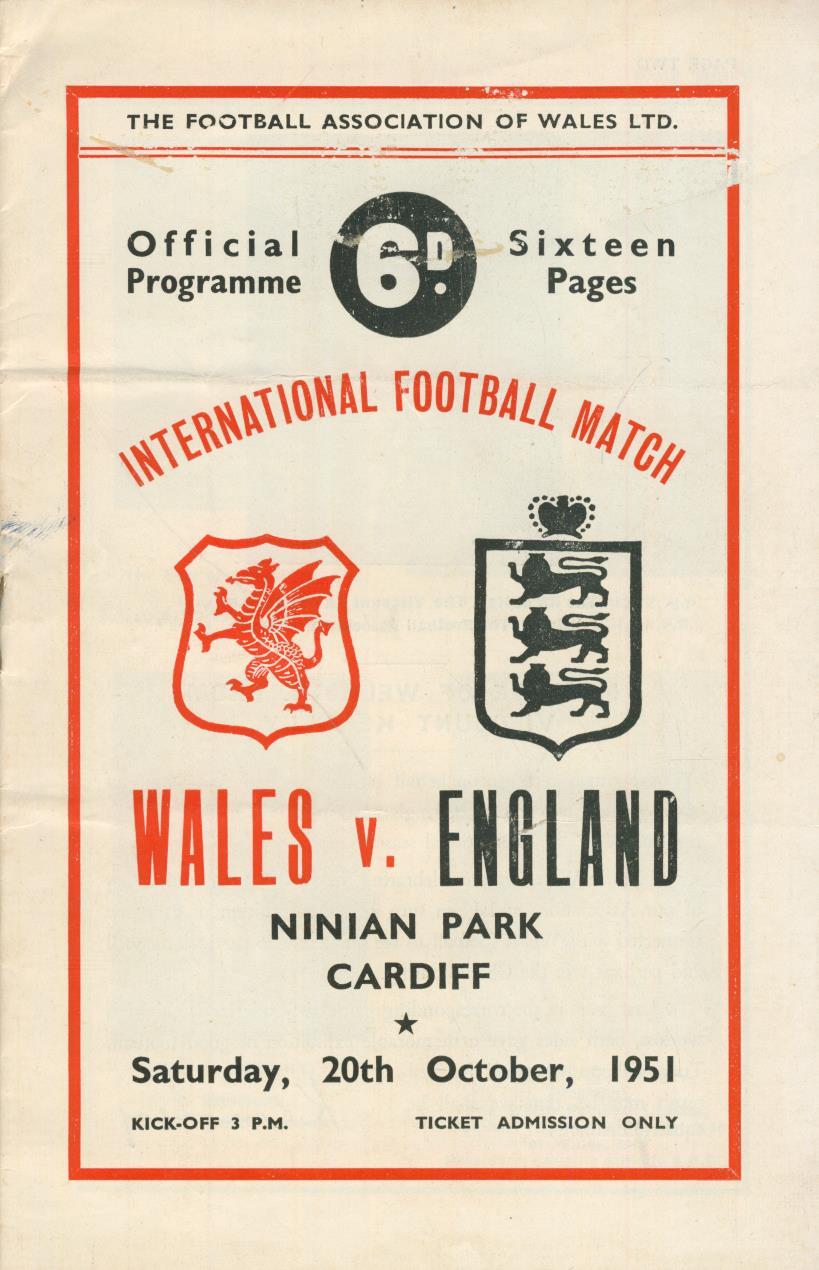 THE FOOTBALL ASSOCIATION OF WALES LTD.
Official Programme
6D.
Sixteen Pages
INTERNATIONAL FOOTBALL MATCH
WALES v. ENGLAND
NINIAN PARK
CARDIFF
Saturday, 20th October, 1951
KICK-OFF 3 P.M. TICKET ADMISSION ONLY